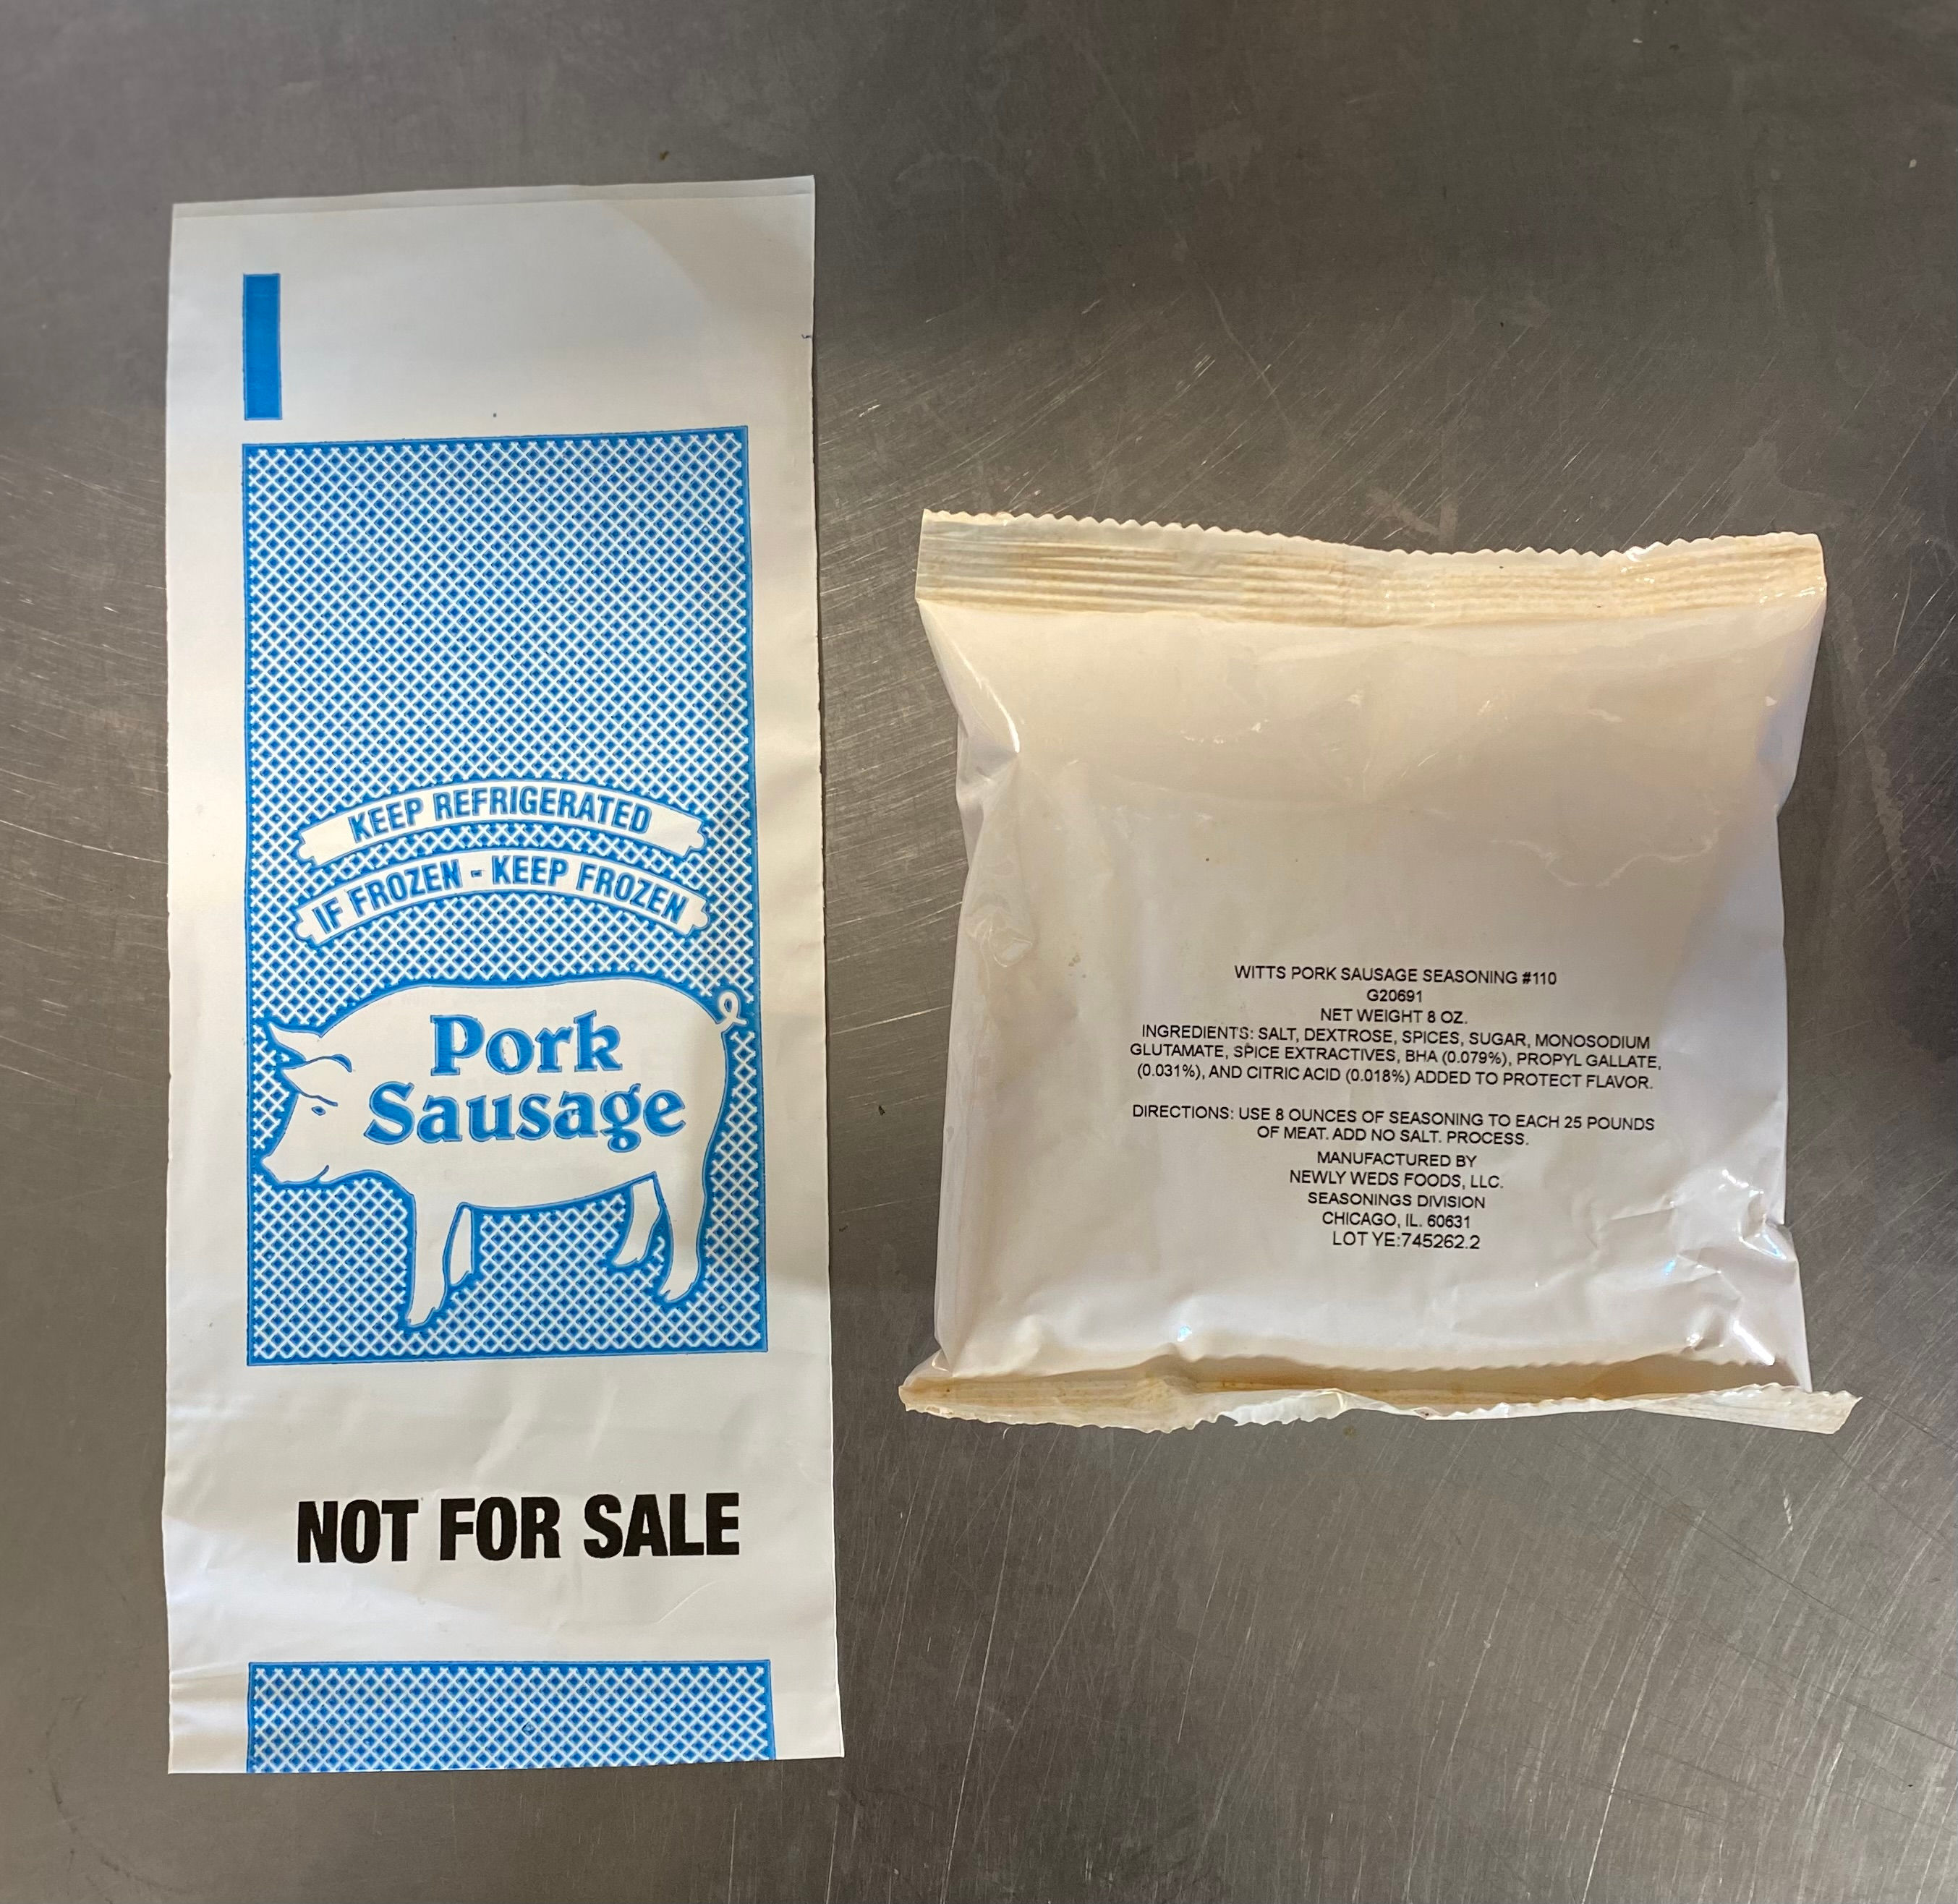 KEEP REFRIGERATED
IF FROZEN - KEEP FROZEN
Pork
Sausage
NOT FOR SALE
WITTS PORK SAUSAGE SEASONING #110
G20691
NET WEIGHT 8 OZ.
INGREDIENTS: SALT, DEXTROSE, SPICES, SUGAR, MONOSODIUM
GLUTAMATE, SPICE EXTRACTIVES, BHA (0.079%), PROPYL GALLATE,
(0.031%), AND CITRIC ACID (0.018%) ADDED TO PROTECT FLAVOR.
DIRECTIONS: USE 8 OUNCES OF SEASONING TO EACH 25 POUNDS
OF MEAT. ADD NO SALT. PROCESS.
MANUFACTURED BY
NEWLY WEDS FOODS, LLC.
SEASONINGS DIVISION
CHICAGO, IL. 60631
LOT YE:745262.2